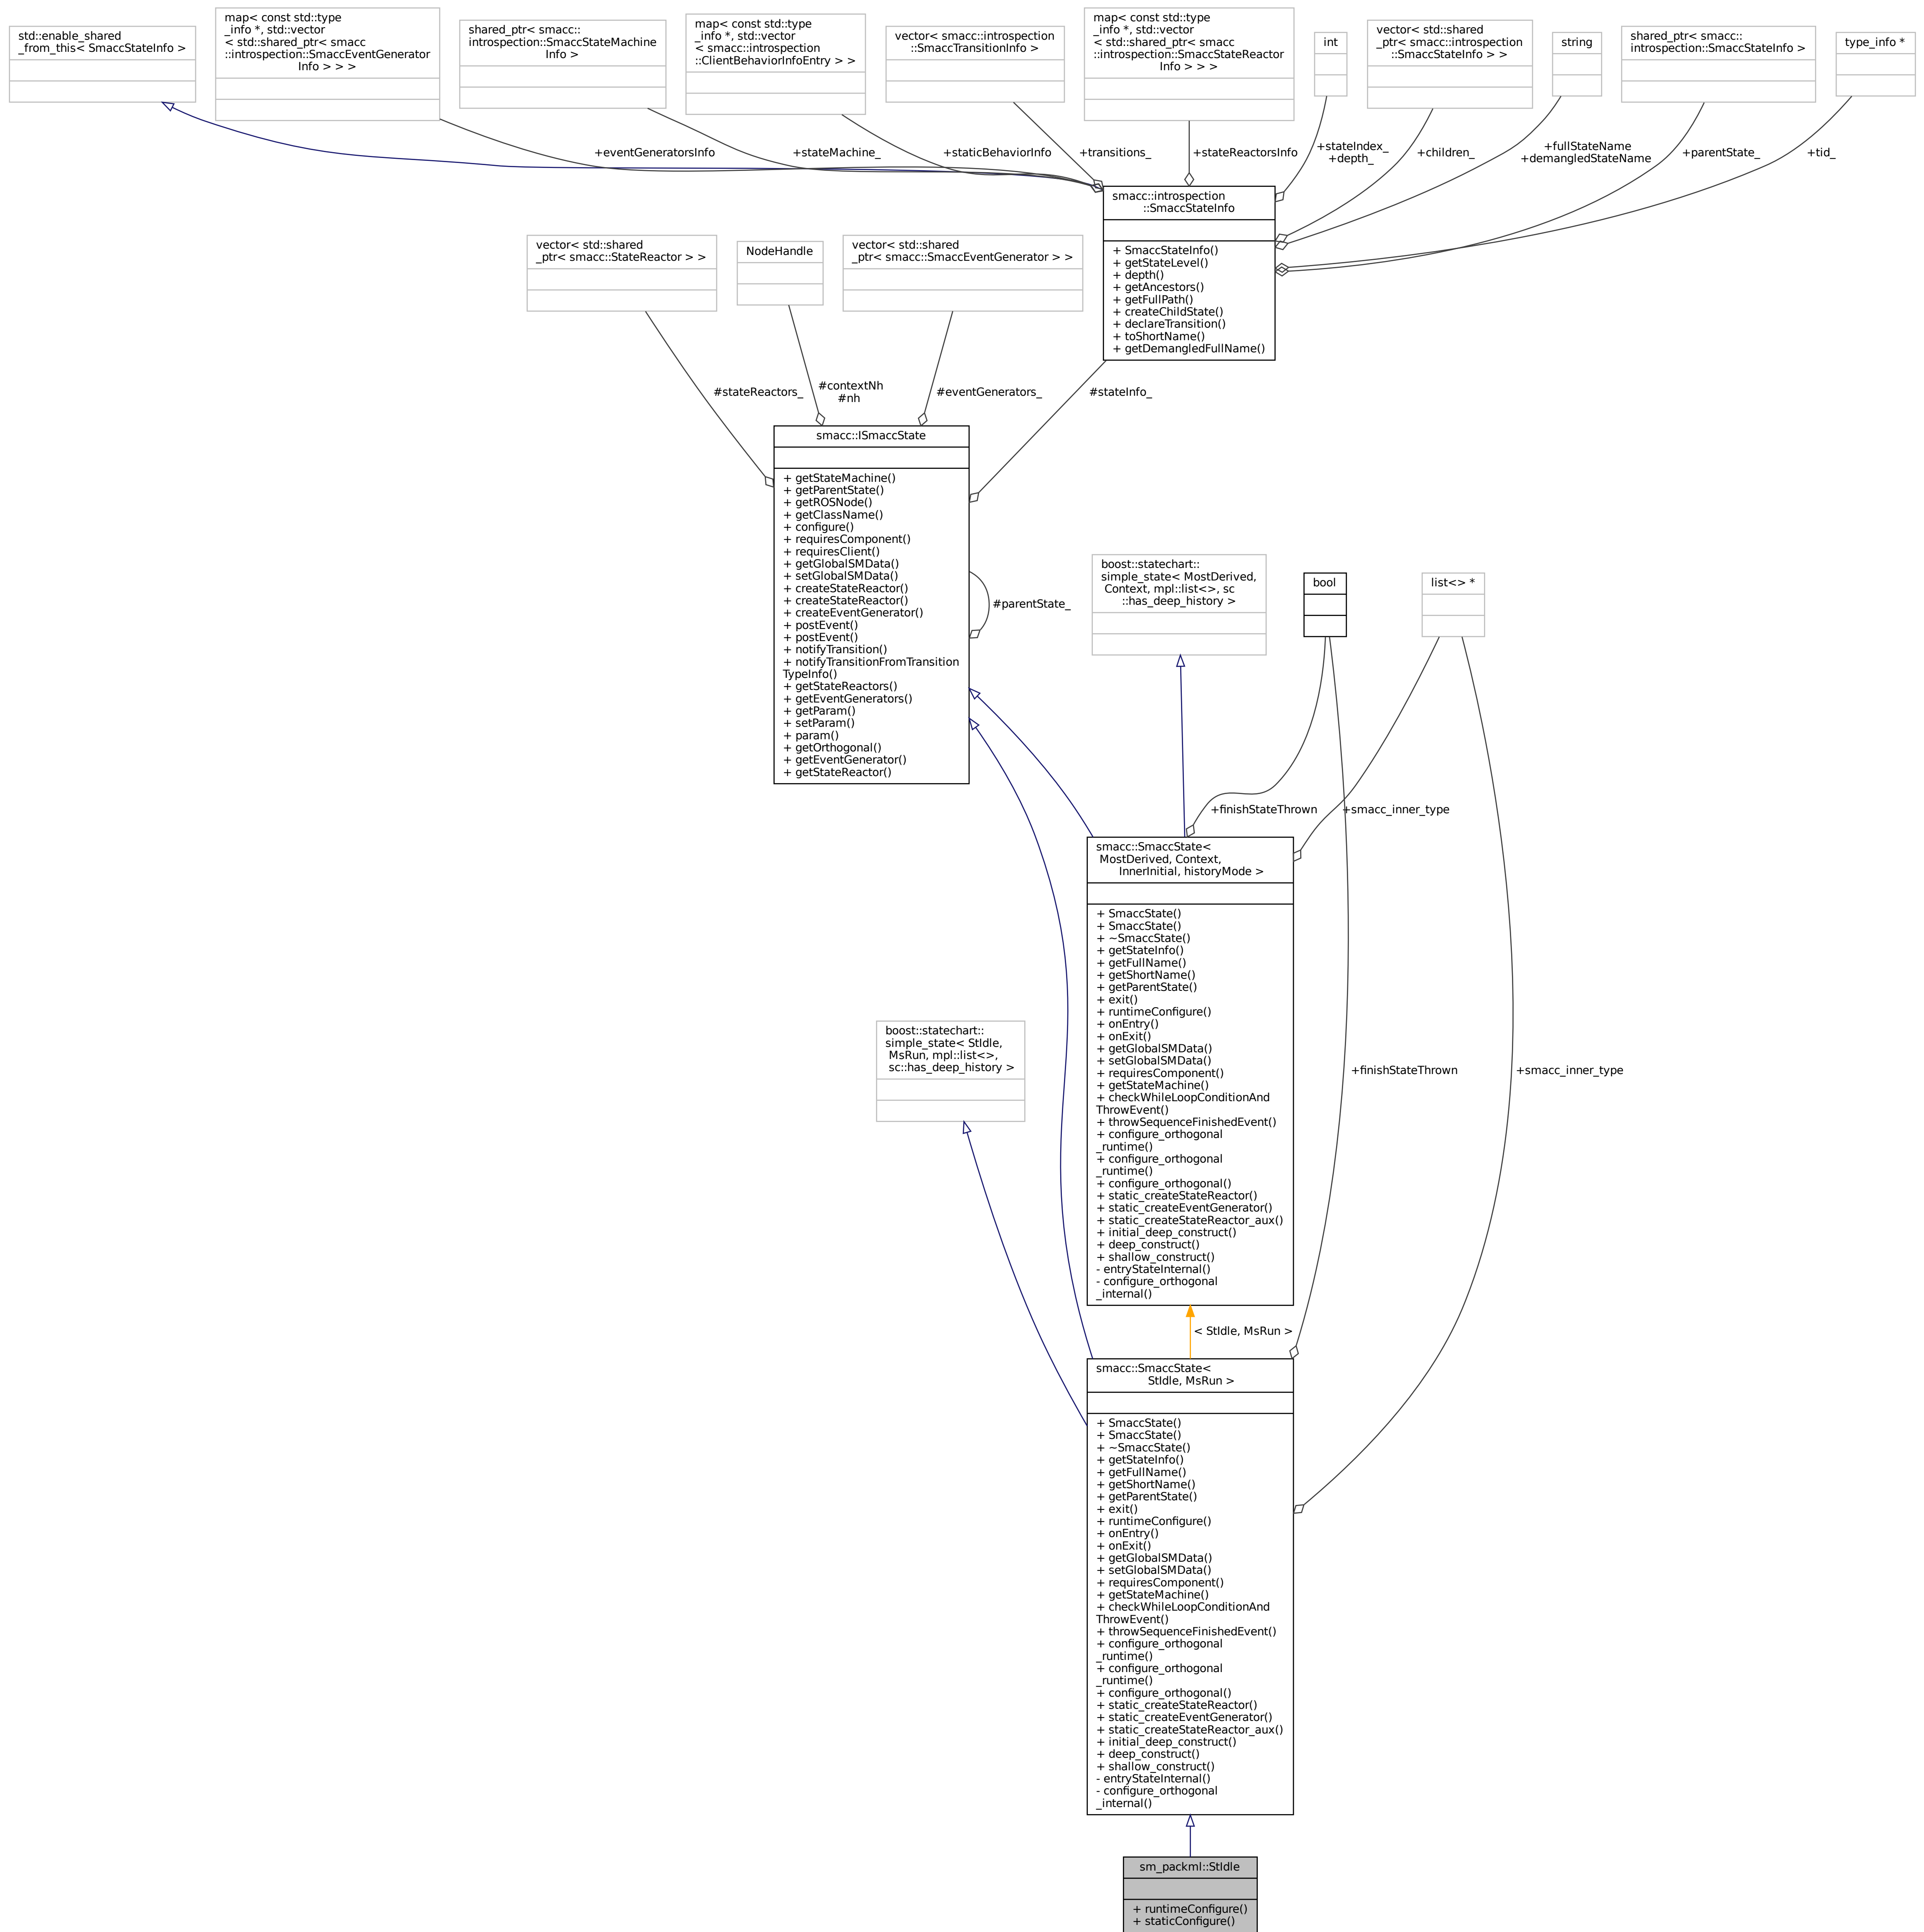 std::enable_shared
_from_this< SmaccStateInfo >
map< const std::type
_info *, std::vector
< std::shared_ptr< smacc
::introspection::SmaccEventGenerator
Info > > >
shared_ptr< smacc::
introspection::SmaccStateMachine
Info >
map< const std::type
_info *, std::vector
< smacc::introspection
::ClientBehaviorInfoEntry > >
vector< smacc::introspection
::SmaccTransitionInfo >
map< const std::type
_info *, std::vector
< std::shared_ptr< smacc
::introspection::SmaccStateReactor
Info > > >
int
vector< std::shared
_ptr< smacc::introspection
::SmaccStateInfo > >
string
shared_ptr< smacc::
introspection::SmaccStateInfo >
type_info *
+eventGeneratorsInfo
+stateMachine_
+staticBehaviorInfo
+transitions_
+stateReactorsInfo
+stateIndex_
+depth_
+children_
+fullStateName
+demangledStateName
+parentState_
+tid_
smacc::introspection
::SmaccStateInfo
+ SmaccStateInfo()
+ getStateLevel()
+ depth()
+ getAncestors()
+ getFullPath()
+ createChildState()
+ declareTransition()
+ toShortName()
+ getDemangledFullName()
vector< std::shared
_ptr< smacc::StateReactor > >
NodeHandle
vector< std::shared
_ptr< smacc::SmaccEventGenerator > >
#stateReactors_
#contextNh
#nh
#eventGenerators_
#stateInfo_
smacc::ISmaccState
+ getStateMachine()
+ getParentState()
+ getROSNode()
+ getClassName()
+ configure()
+ requiresComponent()
+ requiresClient()
+ getGlobalSMData()
+ setGlobalSMData()
+ createStateReactor()
+ createStateReactor()
+ createEventGenerator()
+ postEvent()
+ postEvent()
+ notifyTransition()
+ notifyTransitionFromTransition
TypeInfo()
+ getStateReactors()
+ getEventGenerators()
+ getParam()
+ setParam()
+ param()
+ getOrthogonal()
+ getEventGenerator()
+ getStateReactor()
#parentState_
boost::statechart::
simple_state< MostDerived,
Context, mpl::list<>, sc
::has_deep_history >
bool
list<> *
+finishStateThrown
+smacc_inner_type
smacc::SmaccState<
MostDerived, Context,
InnerInitial, historyMode >
+ SmaccState()
+ SmaccState()
+ ~SmaccState()
+ getStateInfo()
+ getFullName()
+ getShortName()
+ getParentState()
+ exit()
+ runtimeConfigure()
+ onEntry()
+ onExit()
+ getGlobalSMData()
+ setGlobalSMData()
+ requiresComponent()
+ getStateMachine()
+ checkWhileLoopConditionAnd
ThrowEvent()
+ throwSequenceFinishedEvent()
+ configure_orthogonal
_runtime()
+ configure_orthogonal
_runtime()
+ configure_orthogonal()
+ static_createStateReactor()
+ static_createEventGenerator()
+ static_createStateReactor_aux()
+ initial_deep_construct()
+ deep_construct()
+ shallow_construct()
- entryStateInternal()
- configure_orthogonal
_internal()
boost::statechart::
simple_state< StIdle,
MsRun, mpl::list<>,
sc::has_deep_history >
+finishStateThrown
+smacc_inner_type
< StIdle, MsRun >
smacc::SmaccState<
StIdle, MsRun >
+ SmaccState()
+ SmaccState()
+ ~SmaccState()
+ getStateInfo()
+ getFullName()
+ getShortName()
+ getParentState()
+ exit()
+ runtimeConfigure()
+ onEntry()
+ onExit()
+ getGlobalSMData()
+ setGlobalSMData()
+ requiresComponent()
+ getStateMachine()
+ checkWhileLoopConditionAnd
ThrowEvent()
+ throwSequenceFinishedEvent()
+ configure_orthogonal
_runtime()
+ configure_orthogonal
_runtime()
+ configure_orthogonal()
+ static_createStateReactor()
+ static_createEventGenerator()
+ static_createStateReactor_aux()
+ initial_deep_construct()
+ deep_construct()
+ shallow_construct()
- entryStateInternal()
- configure_orthogonal
_internal()
sm_packml::StIdle
+ runtimeConfigure()
+ staticConfigure()